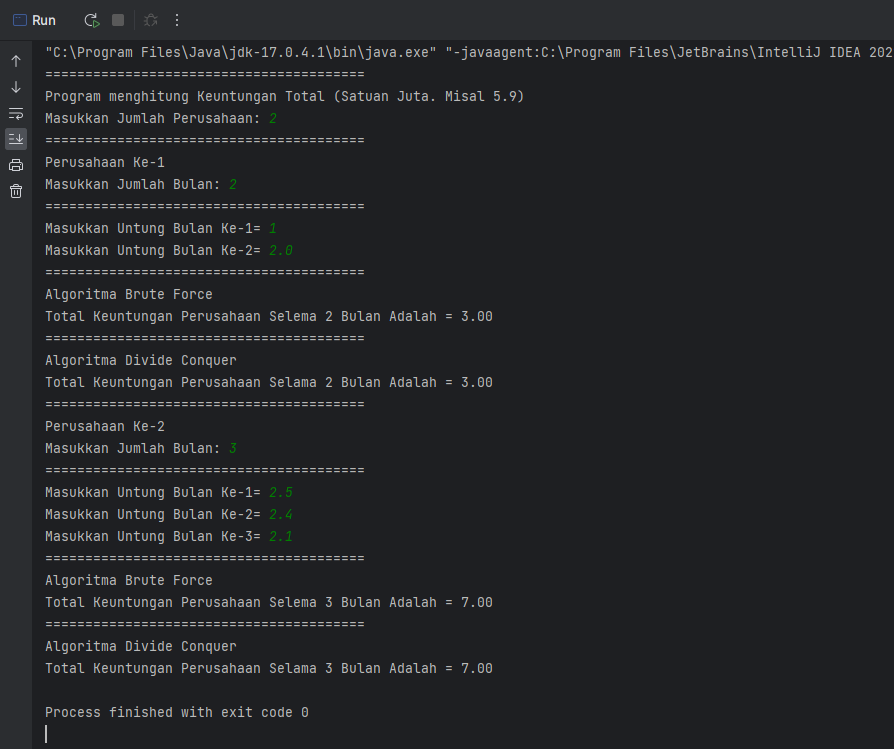 Run
"C:\Program Files\Java\jdk-17.0.4.1\bin\java.exe" "-javaagent:C:\Program Files\JetBrains\IntelliJ IDEA 202
========================================
Program menghitung Keuntungan Total (Satuan Juta. Misal 5.9)
Masukkan Jumlah Perusahaan: 2
========================================
Perusahaan Ke-1
Masukkan Jumlah Bulan: 2
========================================
Masukkan Untung Bulan Ke-1= 1
Masukkan Untung Bulan Ke-2= 2.0
========================================
Algoritma Brute Force
Total Keuntungan Perusahaan Selema 2 Bulan Adalah = 3.00
========================================
Algoritma Divide Conquer
Total Keuntungan Perusahaan Selama 2 Bulan Adalah = 3.00
========================================
Perusahaan Ke-2
Masukkan Jumlah Bulan: 3
========================================
Masukkan Untung Bulan Ke-1= 2.5
Masukkan Untung Bulan Ke-2= 2.4
Masukkan Untung Bulan Ke-3= 2.1
========================================
Algoritma Brute Force
Total Keuntungan Perusahaan Selema 3 Bulan Adalah = 7.00
========================================
Algoritma Divide Conquer
Total Keuntungan Perusahaan Selama 3 Bulan Adalah = 7.00
Process finished with exit code 0